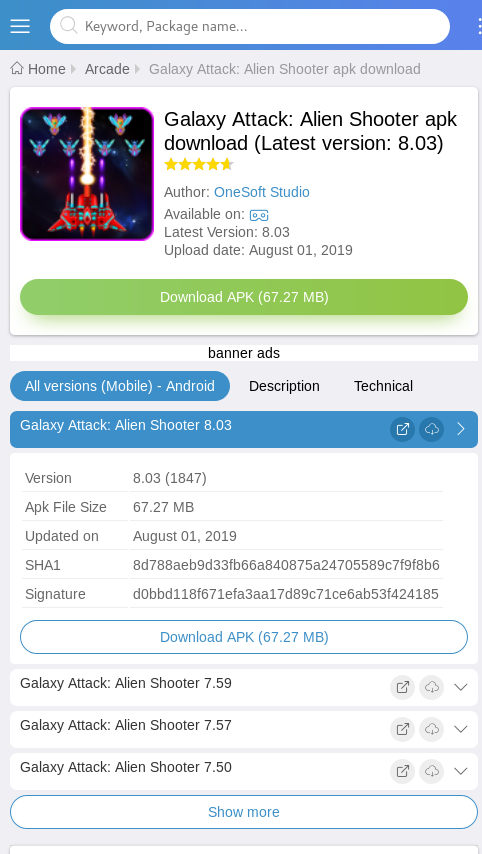 Keyword, Package name...
Home Arcade Galaxy Attack: Alien Shooter apk download
Galaxy Attack: Alien Shooter apk
download (Latest version: 8.03)
Author: OneSoft Studio
Available on:
Latest Version: 8.03
Upload date: August 01, 2019
Download APK (67.27 MB)
banner ads
All versions (Mobile) - Android Description Technical
Galaxy Attack: Alien Shooter 8.03
Version 8.03 (1847)
Apk File Size 67.27 MB
Updated on August 01, 2019
SHA1 8d788aeb9d33fb66a840875a24705589c7f9f8b6
Signature d0bbd118f671efa3aa17d89c71ce6ab53f424185
Download APK (67.27 MB)
Galaxy Attack: Alien Shooter 7.59
Galaxy Attack: Alien Shooter 7.57
Galaxy Attack: Alien Shooter 7.50
Show more